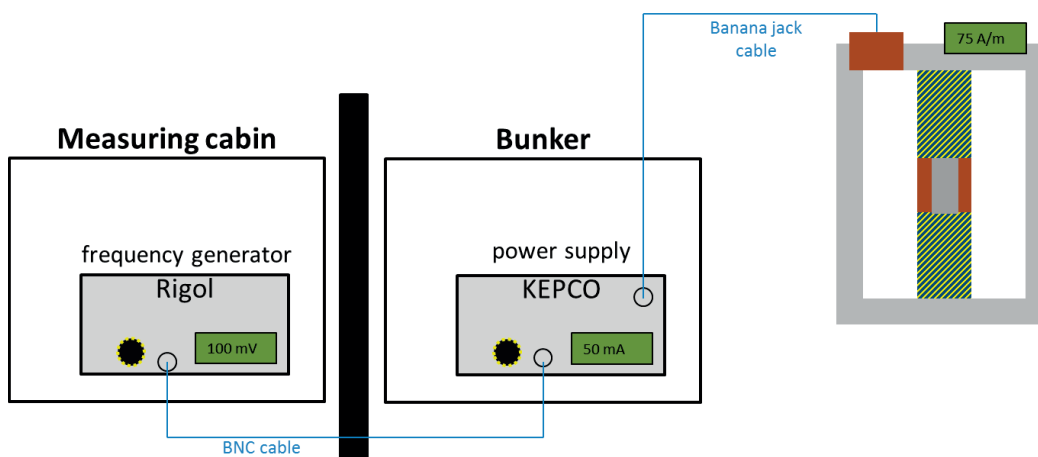 Banana jack
cable
75 A/m
Measuring cabin
Bunker
frequency generator
Rigol
100 mV
power supply
KEPCO
50 mA
BNC cable